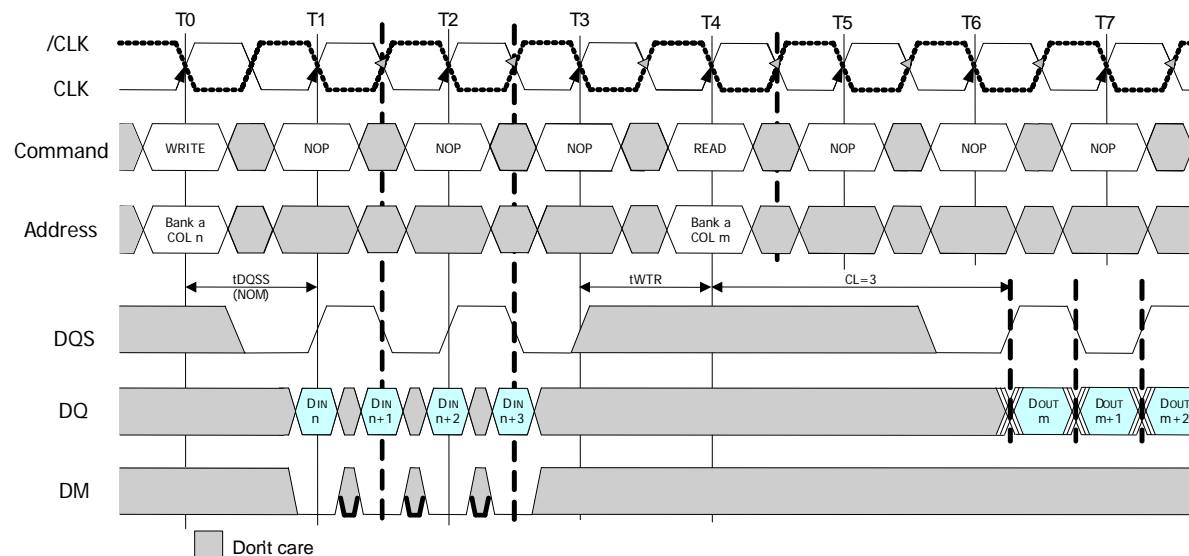 T0 T1 T2 T3 T4 T5 T6 T7
/CLK
CLK
Command WRITE NOP NOP NOP READ NOP NOP NOP
Address Bank a Bank a
COL n COL m
tDQSS tWTR CL=3
(NOM)
DQS
DQ DIN DIN DIN DIN DOUT DOUT DOUT
n n+1 n+2 n+3 m m+1 m+2
DM
Don't care